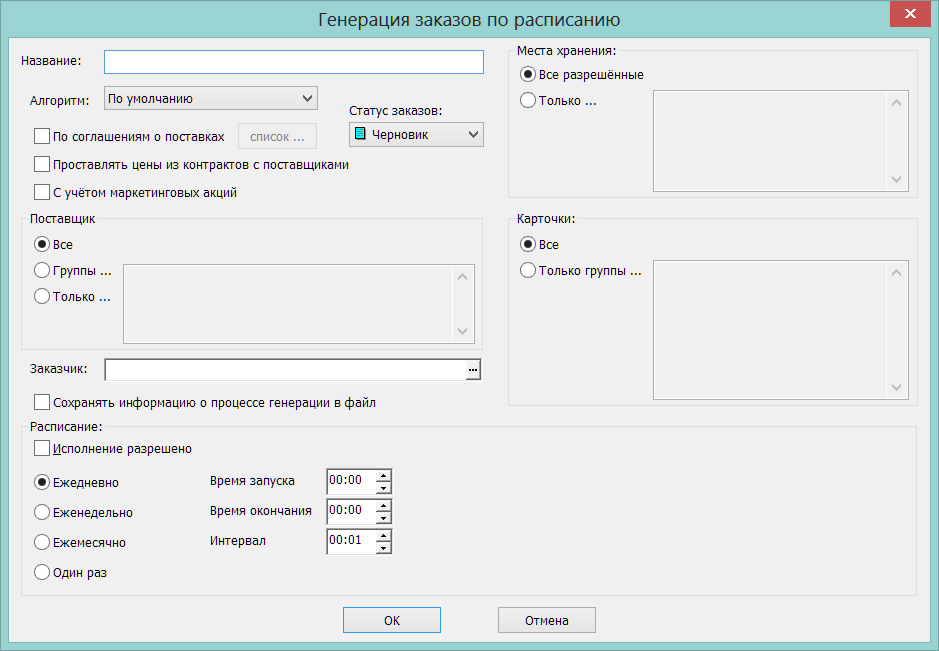 Генерация заказов по расписанию
Название:
Алгоритм: По умолчанию
Статус заказов:
Черновик
По соглашениям о поставках список ...
Проставлять цены из контрактов с поставщиками
С учётом маркетинговых акций
Поставщик
Все
Группы ...
Только ...
Заказчик: ...
Сохранять информацию о процессе генерации в файл
Места хранения:
Все разрешённые
Только ...
Карточки:
Все
Только группы ...
Расписание:
Исполнение разрешено
Ежедневно
Еженедельно
Ежемесячно
Один раз
Время запуска 00:00
Время окончания 00:00
Интервал 00:01
ОК Отмена